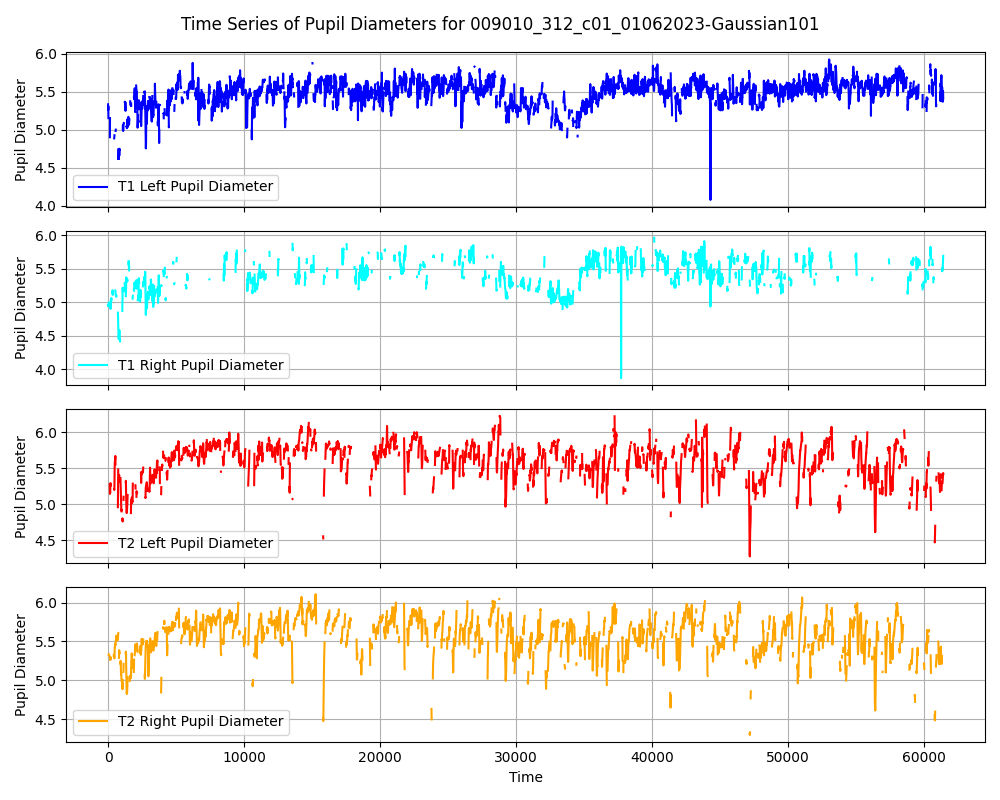 Time Series of Pupil Diameters for 009010_312_c01_01062023-Gaussian101
6.0
5.5
5.0
4.5
4.0
Pupil Diameter
T1 Left Pupil Diameter
6.0
5.5
5.0
4.5
4.0
Pupil Diameter
T1 Right Pupil Diameter
6.0
5.5
5.0
4.5
Pupil Diameter
T2 Left Pupil Diameter
6.0
5.5
5.0
4.5
Pupil Diameter
T2 Right Pupil Diameter
0 10000 20000 30000 40000 50000 60000
Time